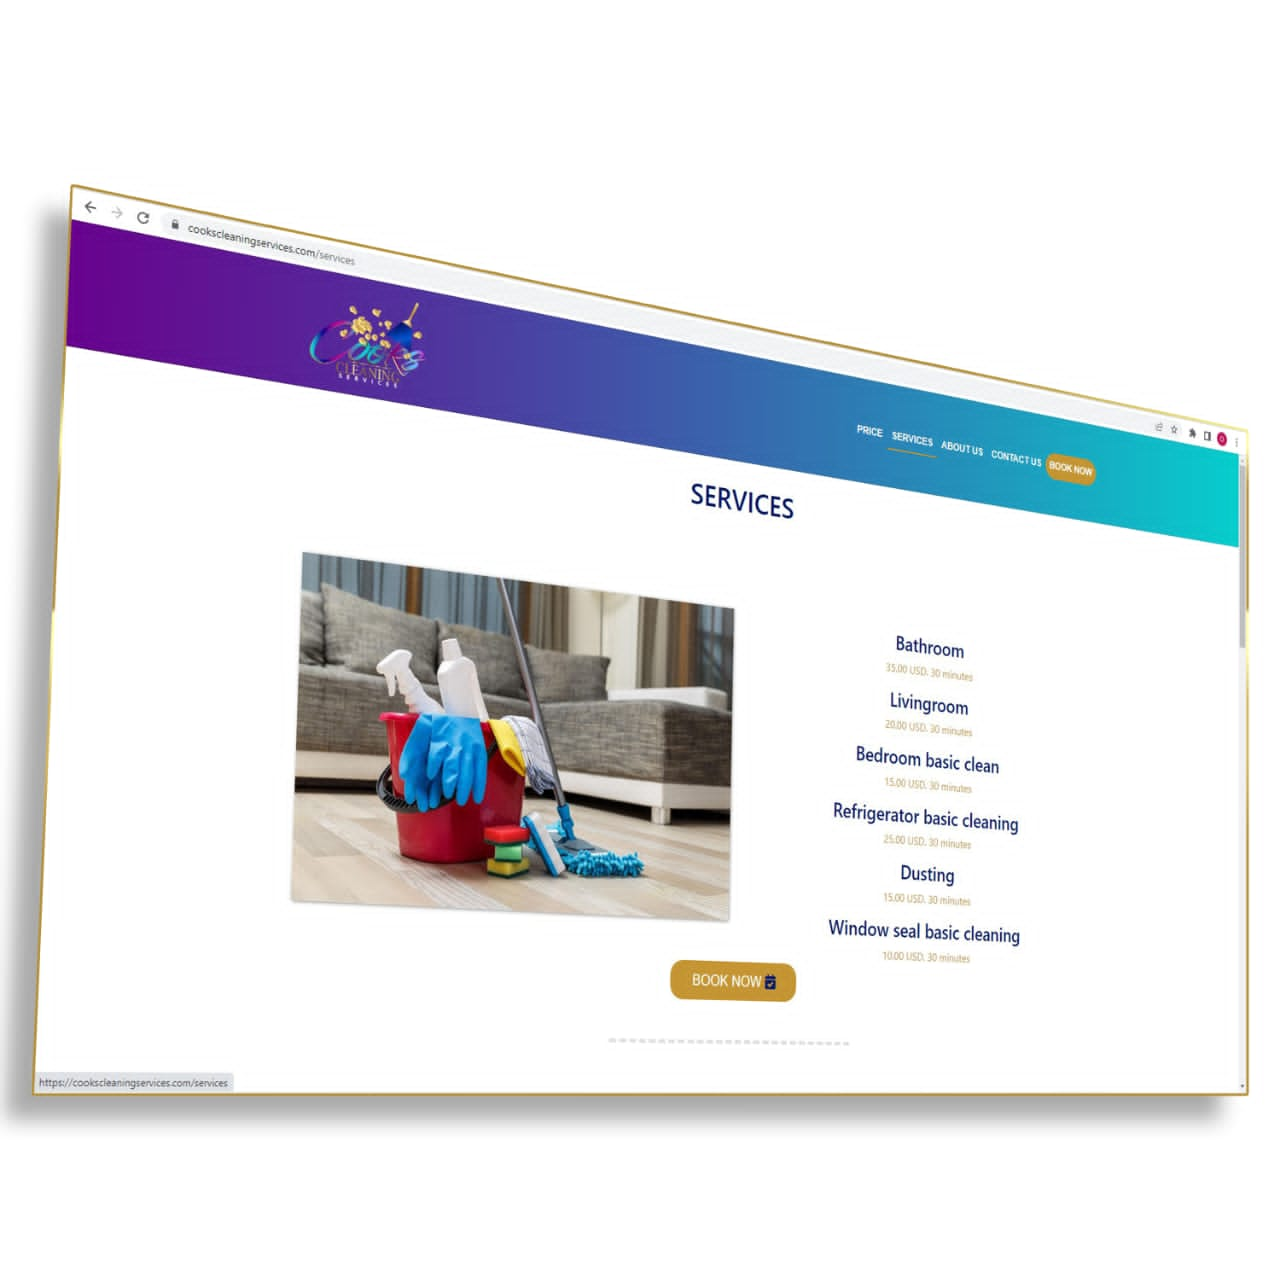 cookscleaningservices.com/services
Cooks
CLEANING
SERVICES
PRICE SERVICES ABOUT US CONTACT US BOOK NOW
SERVICES
Bathroom
35.00 USD. 30 minutes
Livingroom
20.00 USD. 30 minutes
Bedroom basic clean
15.00 USD. 30 minutes
Refrigerator basic cleaning
25.00 USD. 30 minutes
Dusting
15.00 USD. 30 minutes
Window seal basic cleaning
10.00 USD. 30 minutes
BOOK NOW
https://cookscleaningservices.com/services